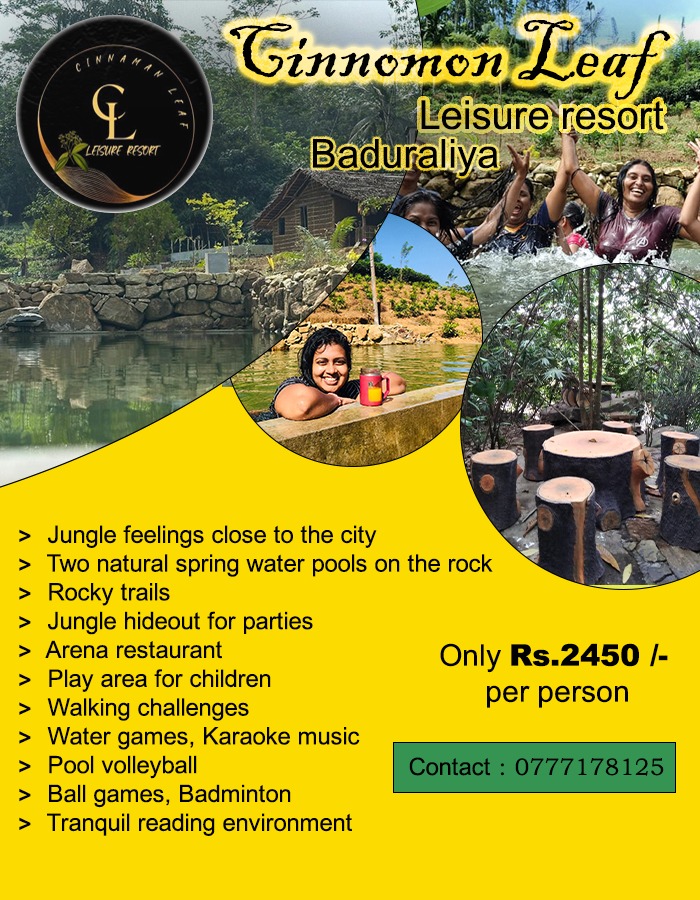 CINNAMAN LEAF
CL
LEISURE RESORT
Cinnomon Leaf
Leisure resort
Baduraliya
> Jungle feelings close to the city
> Two natural spring water pools on the rock
> Rocky trails
> Jungle hideout for parties
> Arena restaurant
> Play area for children
> Walking challenges
> Water games, Karaoke music
> Pool volleyball
> Ball games, Badminton
> Tranquil reading environment
Only Rs.2450 /-
per person
Contact : 0777178125